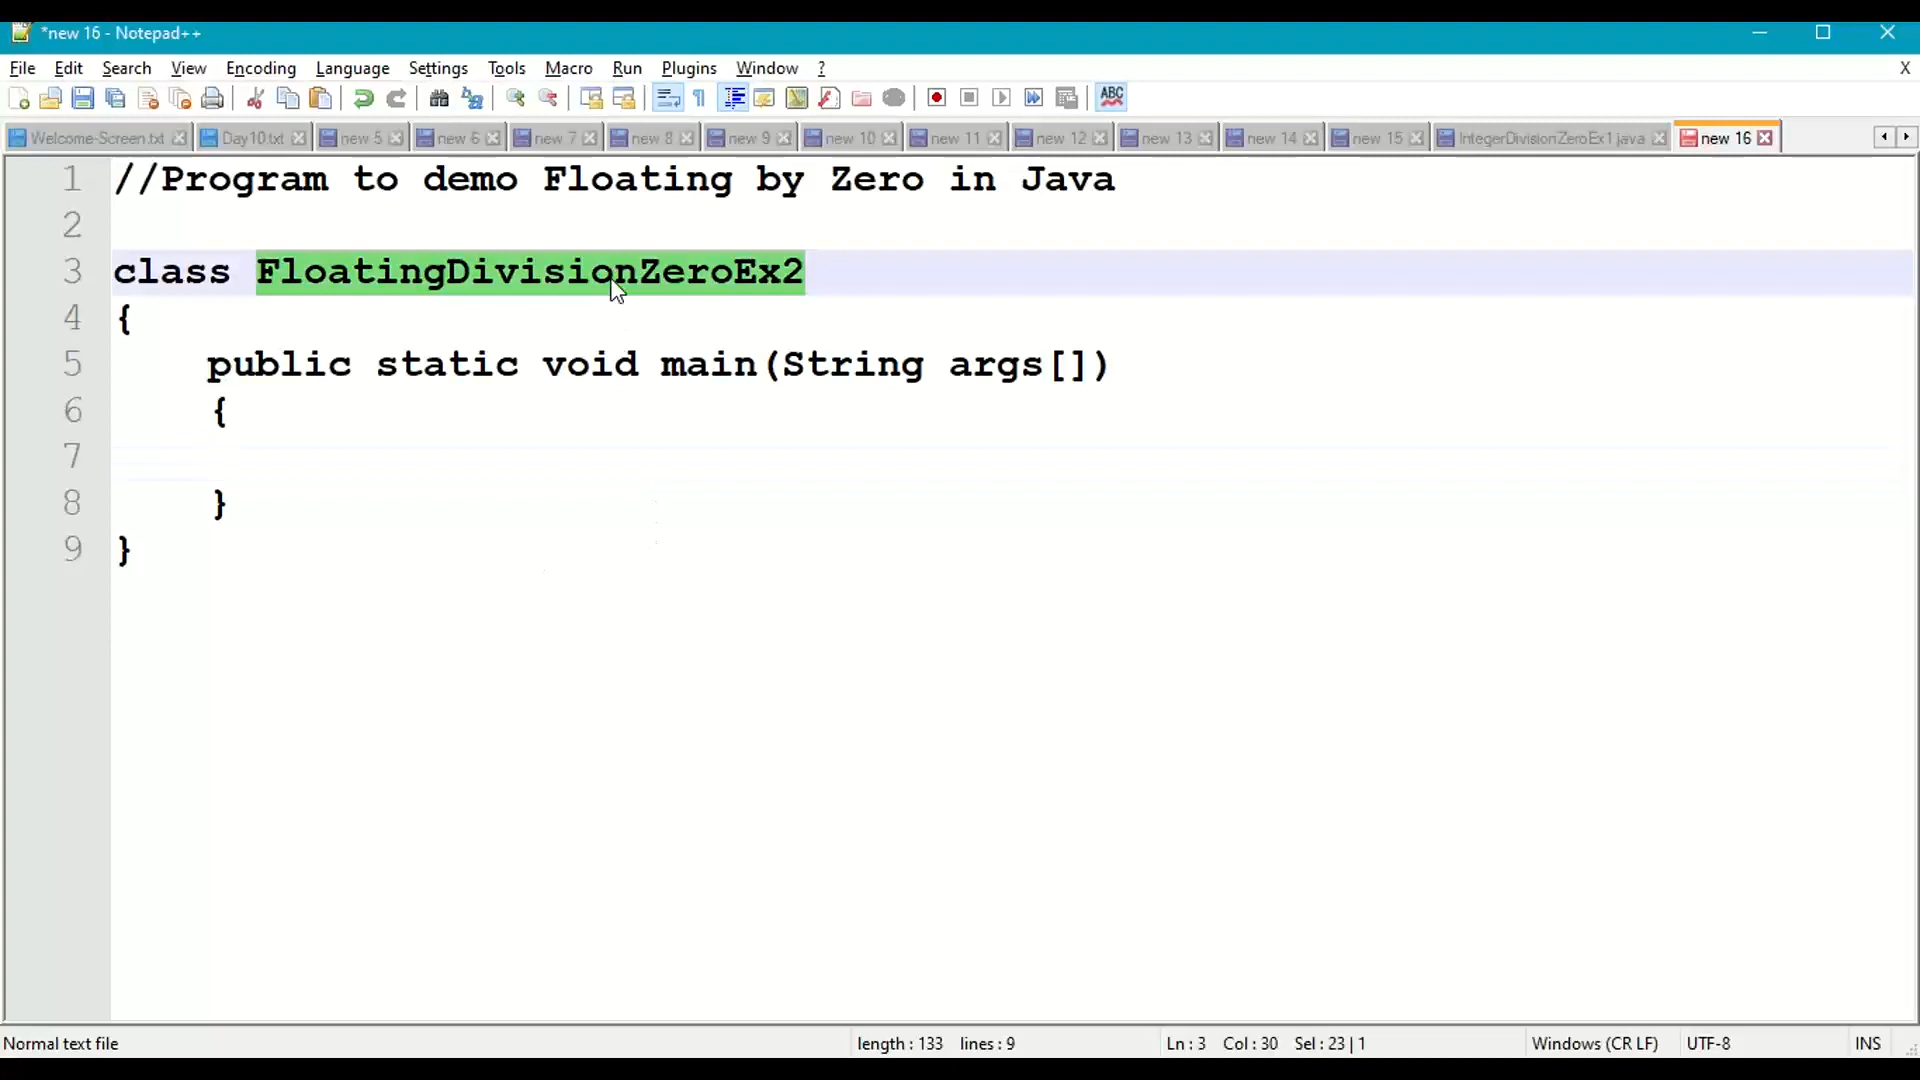 *new 16 - Notepad++
File Edit Search View Encoding Language Settings Tools Macro Run Plugins Window ? X
ABC
Welcome-Screen.txt Day10.txt new 5 new 6 new 7 new 8 new 9 new 10 new 11 new 12 new 13 new 14 new 15 IntegerDivisionZeroEx1.java new 16
1 //Program to demo Floating by Zero in Java
2
3 class FloatingDivisionZeroEx2
4 {
5 public static void main(String args[])
6 {
7
8 }
9 }
Normal text file length : 133 lines : 9 Ln : 3 Col : 30 Sel : 23 | 1 Windows (CR LF) UTF-8 INS